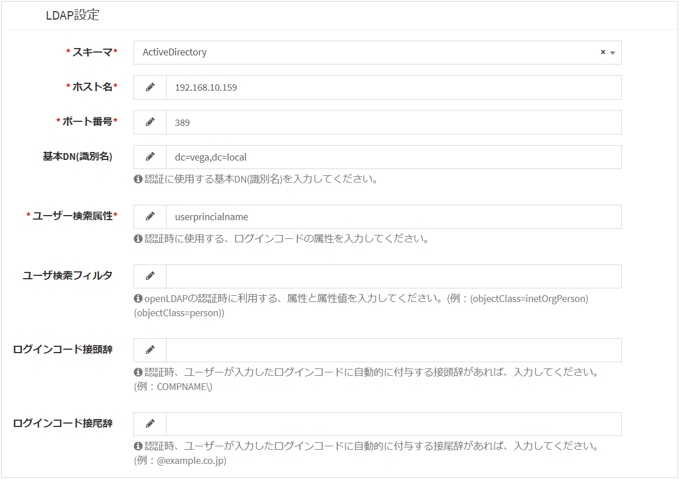 LDAP設定
*スキーマ* ActiveDirectory × 
*ホスト名* 192.168.10.159
*ポート番号* 389
基本DN(識別名) dc=vega,dc=local
認証に使用する基本DN(識別名)を入力してください。
*ユーザー検索属性* userprincialname
認証時に使用する、ログインコードの属性を入力してください。
ユーザ検索フィルタ
openLDAPの認証時に利用する、属性と属性値を入力してください。(例：(objectClass=inetOrgPerson)
(objectClass=person))
ログインコード接頭辞
認証時、ユーザーが入力したログインコードに自動的に付与する接頭辞があれば、入力してください。
(例：COMPNAME\)
ログインコード接尾辞
認証時、ユーザーが入力したログインコードに自動的に付与する接尾辞があれば、入力してください。
(例：@example.co.jp)